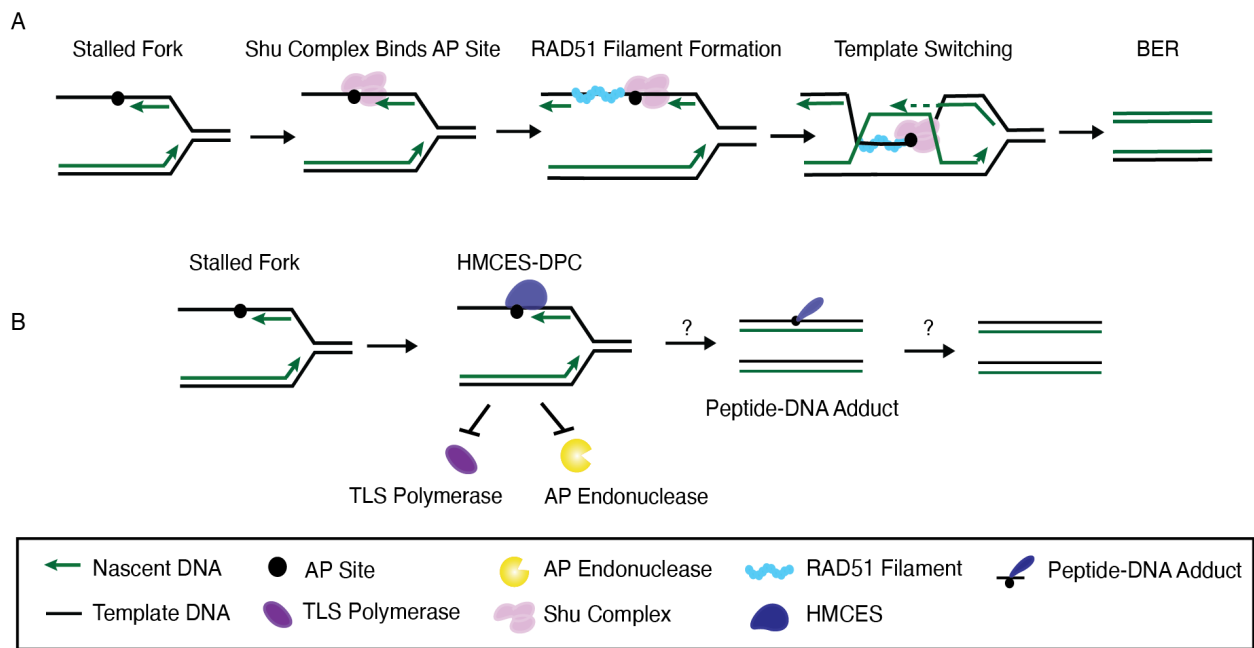 A
Stalled Fork
Shu Complex Binds AP Site
RAD51 Filament Formation
Template Switching
BER
B
Stalled Fork
HMCES-DPC
?
?
Peptide-DNA Adduct
TLS Polymerase
AP Endonuclease
Nascent DNA
AP Site
AP Endonuclease
RAD51 Filament
Peptide-DNA Adduct
Template DNA
TLS Polymerase
Shu Complex
HMCES